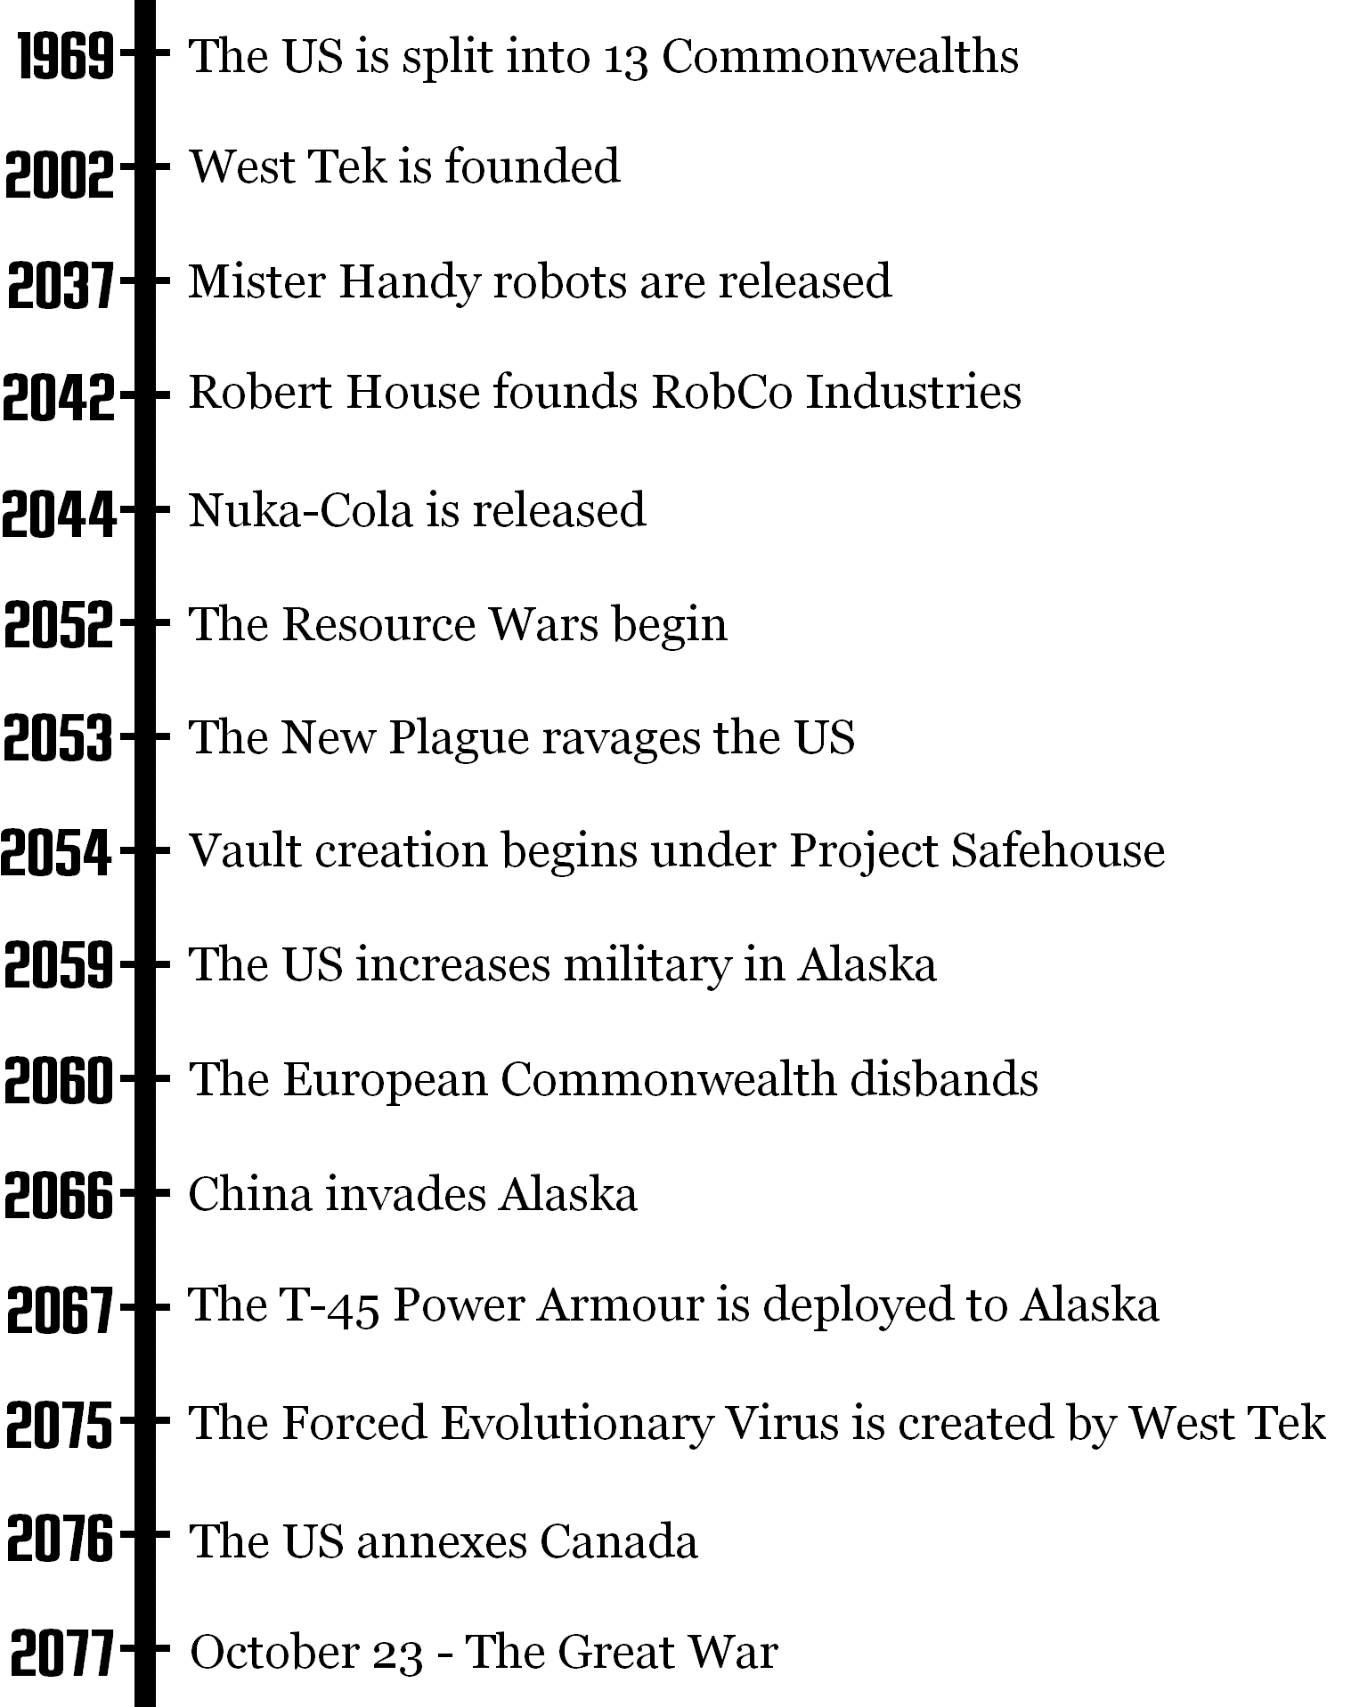 1969 The US is split into 13 Commonwealths
2002 West Tek is founded
2037 Mister Handy robots are released
2042 Robert House founds RobCo Industries
2044 Nuka-Cola is released
2052 The Resource Wars begin
2053 The New Plague ravages the US
2054 Vault creation begins under Project Safehouse
2059 The US increases military in Alaska
2060 The European Commonwealth disbands
2066 China invades Alaska
2067 The T-45 Power Armour is deployed to Alaska
2075 The Forced Evolutionary Virus is created by West Tek
2076 The US annexes Canada
2077 October 23 - The Great War